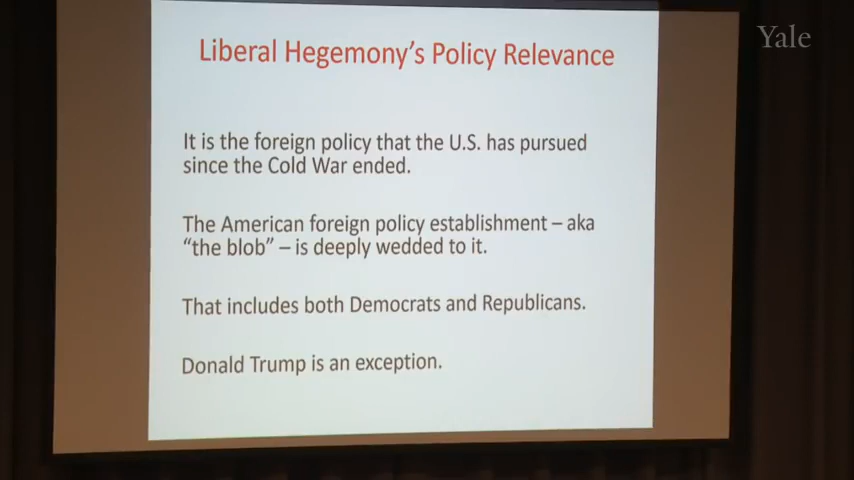 Yale
Liberal Hegemony's Policy Relevance
It is the foreign policy that the U.S. has pursued
since the Cold War ended.
The American foreign policy establishment – aka
“the blob” – is deeply wedded to it.
That includes both Democrats and Republicans.
Donald Trump is an exception.